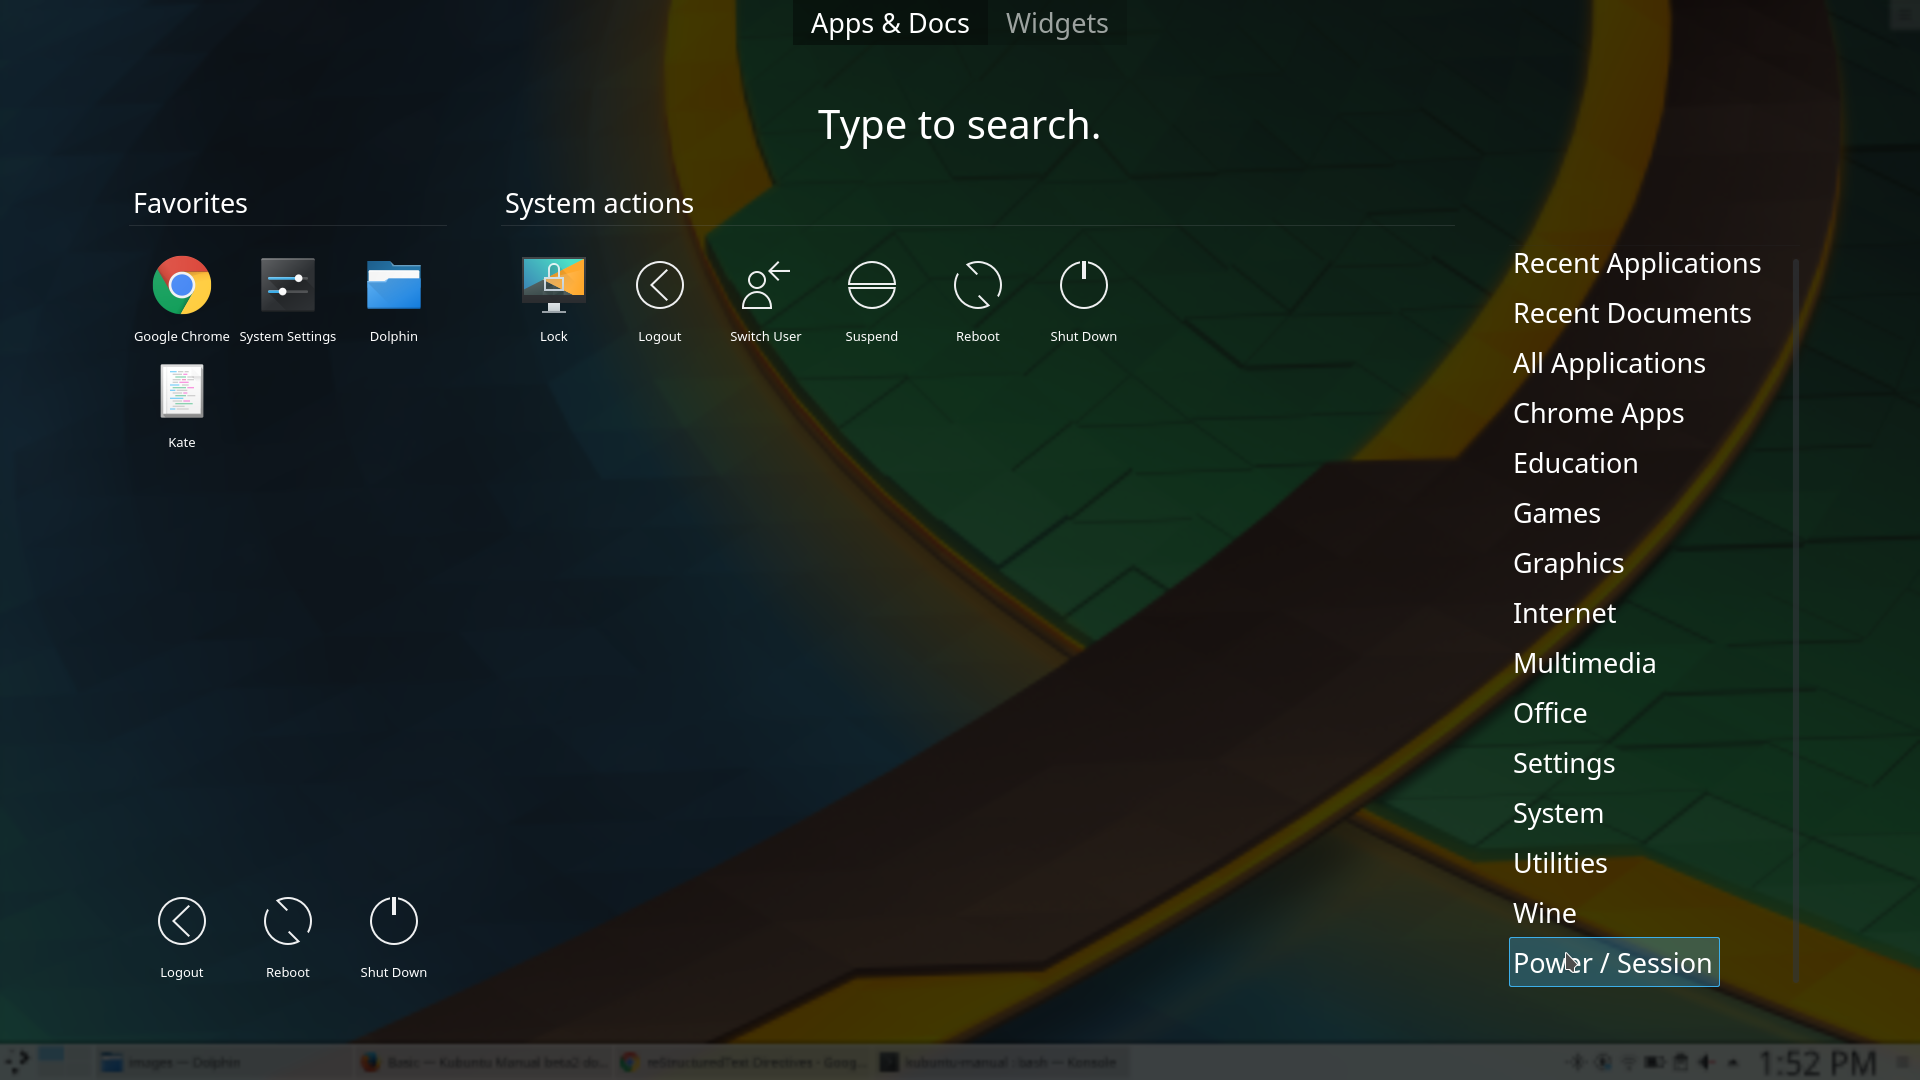 Apps & Docs Widgets
Type to search.
Favorites
Google Chrome System Settings Dolphin
Kate
Logout Reboot Shut Down
System actions
Lock Logout Switch User Suspend Reboot Shut Down
Recent Applications
Recent Documents
All Applications
Chrome Apps
Education
Games
Graphics
Internet
Multimedia
Office
Settings
System
Utilities
Wine
Power / Session
Images — Dolphin
Basic — Kubuntu Manual beta2 do...
reStructuredText Directives - Goog...
kubuntu-manual : bash — Konsole
1:52 PM